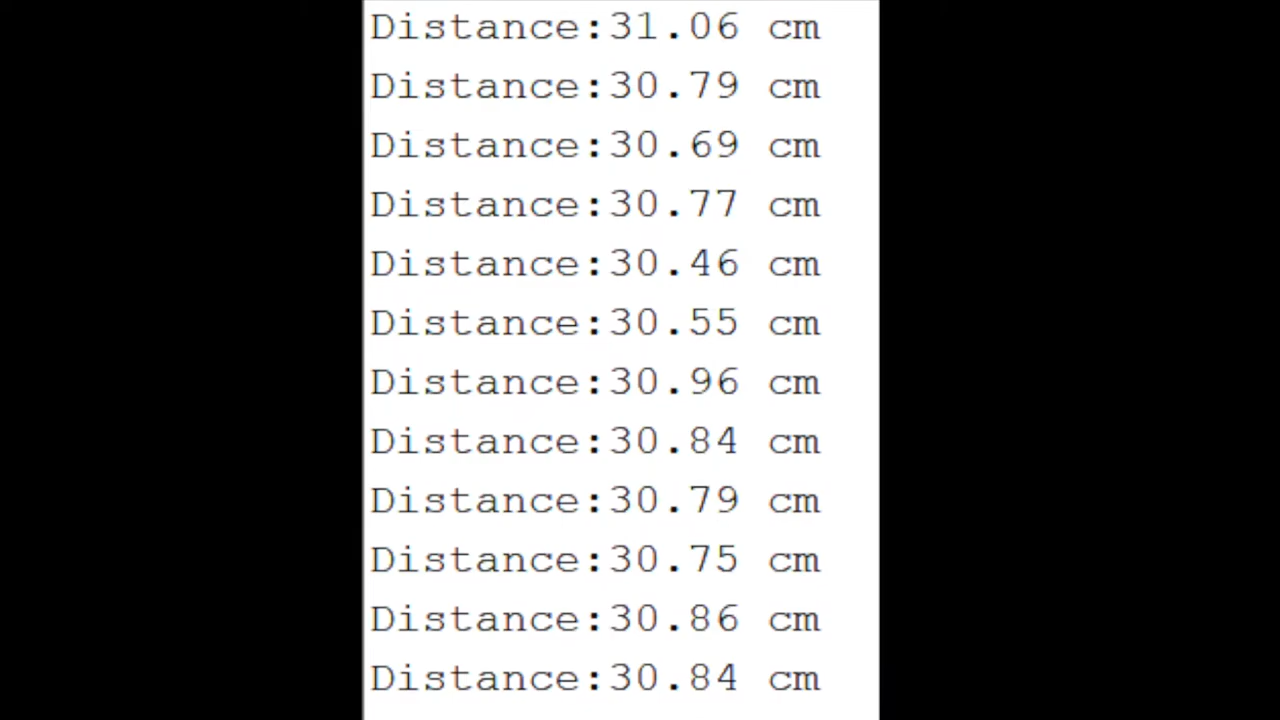 Distance:31.06 cm
Distance:30.79 cm
Distance:30.69 cm
Distance:30.77 cm
Distance:30.46 cm
Distance:30.55 cm
Distance:30.96 cm
Distance:30.84 cm
Distance:30.79 cm
Distance:30.75 cm
Distance:30.86 cm
Distance:30.84 cm